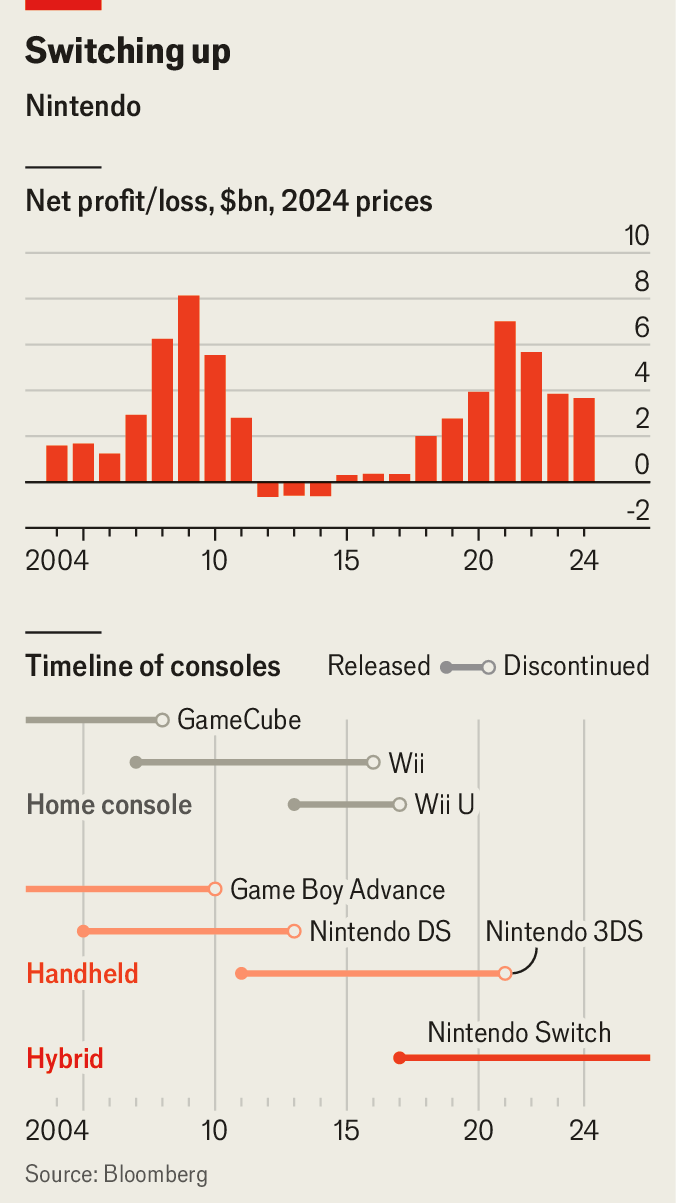 Switching up
Nintendo
Net profit/loss, $bn, 2024 prices
10
8
6
4
2
0
-2
2004 10 15 20 24
Timeline of consoles Released Discontinued
GameCube
Wii
Home console Wii U
Game Boy Advance
Nintendo DS Nintendo 3DS
Handheld
Nintendo Switch
Hybrid
2004 10 15 20 24
Source: Bloomberg